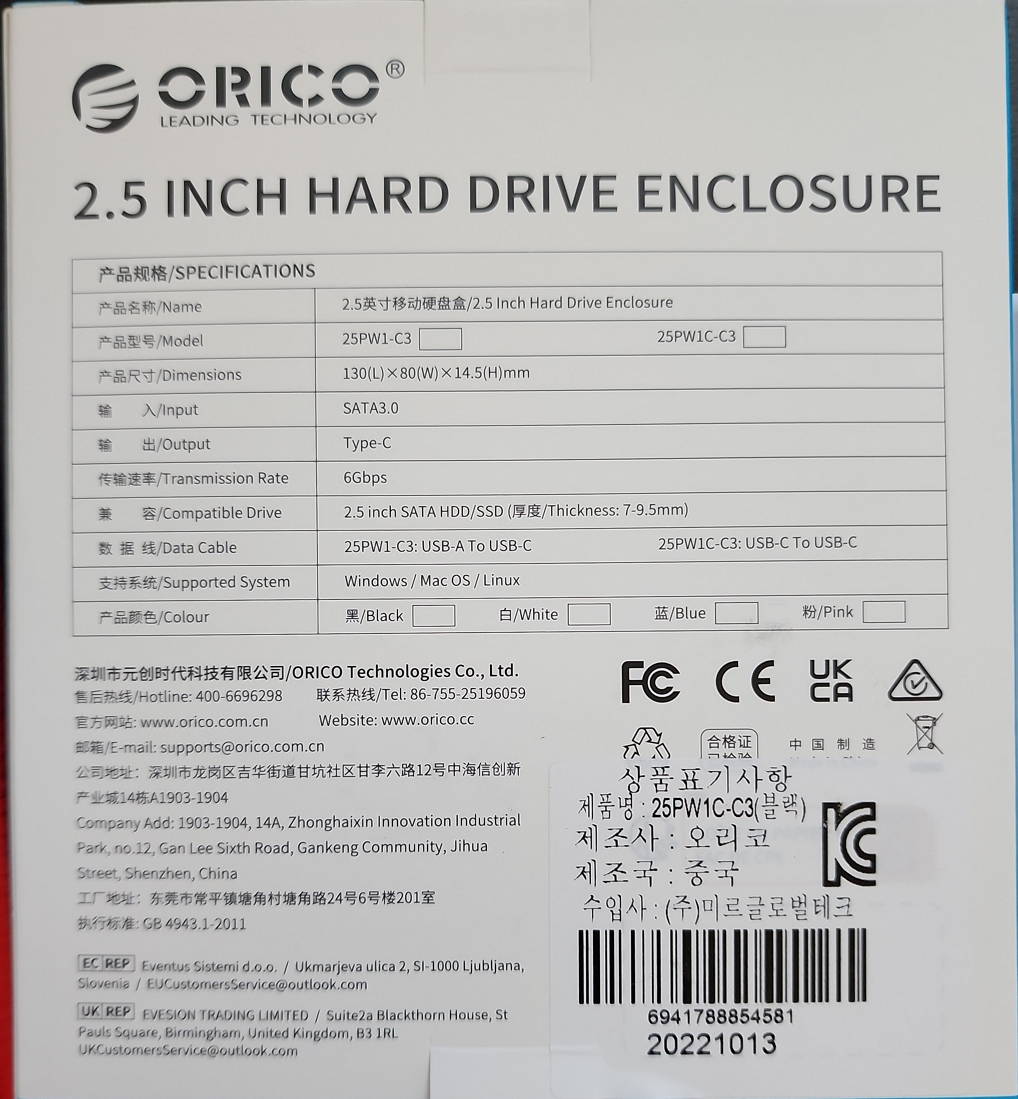 ORICO®
LEADING TECHNOLOGY
2.5 INCH HARD DRIVE ENCLOSURE
产品规格/SPECIFICATIONS
产品名称/Name 2.5英寸移动硬盘盒/2.5 Inch Hard Drive Enclosure
产品型号/Model 25PW1-C3 25PW1C-C3
产品尺寸/Dimensions 130(L)×80(W)×14.5(H)mm
输 入/Input SATA3.0
输 出/Output Type-C
传输速率/Transmission Rate 6Gbps
兼 容/Compatible Drive 2.5 inch SATA HDD/SSD (厚度/Thickness: 7-9.5mm)
数 据 线/Data Cable 25PW1-C3: USB-A To USB-C 25PW1C-C3: USB-C To USB-C
支持系统/Supported System Windows / Mac OS / Linux
产品颜色/Colour 黑/Black 白/White 蓝/Blue 粉/Pink
深圳市元创时代科技有限公司/ORICO Technologies Co., Ltd.
售后热线/Hotline: 400-6696298 联系热线/Tel: 86-755-25196059
官方网站: www.orico.com.cn Website: www.orico.cc
邮箱/E-mail: supports@orico.com.cn
公司地址：深圳市龙岗区吉华街道甘坑社区甘李六路12号中海信创新
产业城14栋A1903-1904
Company Add: 1903-1904, 14A, Zhonghaixin Innovation Industrial
Park, no.12, Gan Lee Sixth Road, Gankeng Community, Jihua
Street, Shenzhen, China
工厂地址：东莞市常平镇塘角村塘角路24号6号楼201室
执行标准: GB 4943.1-2011
EC REP Eventus Sistemi d.o.o. / Ukmarjeva ulica 2, SI-1000 Ljubljana,
Slovenia / EUCustomersService@outlook.com
UK REP EVESION TRADING LIMITED / Suite2a Blackthorn House, St
Pauls Square, Birmingham, United Kingdom, B3 1RL
UKCustomersService@outlook.com
FC CE UK
CA
合格证
中 国 制 造
상품표기사항
제품명 : 25PW1C-C3(블랙)
제조사 : 오리코
제조국 : 중국
수입사 : (주)미르글로벌테크
6941788854581
20221013